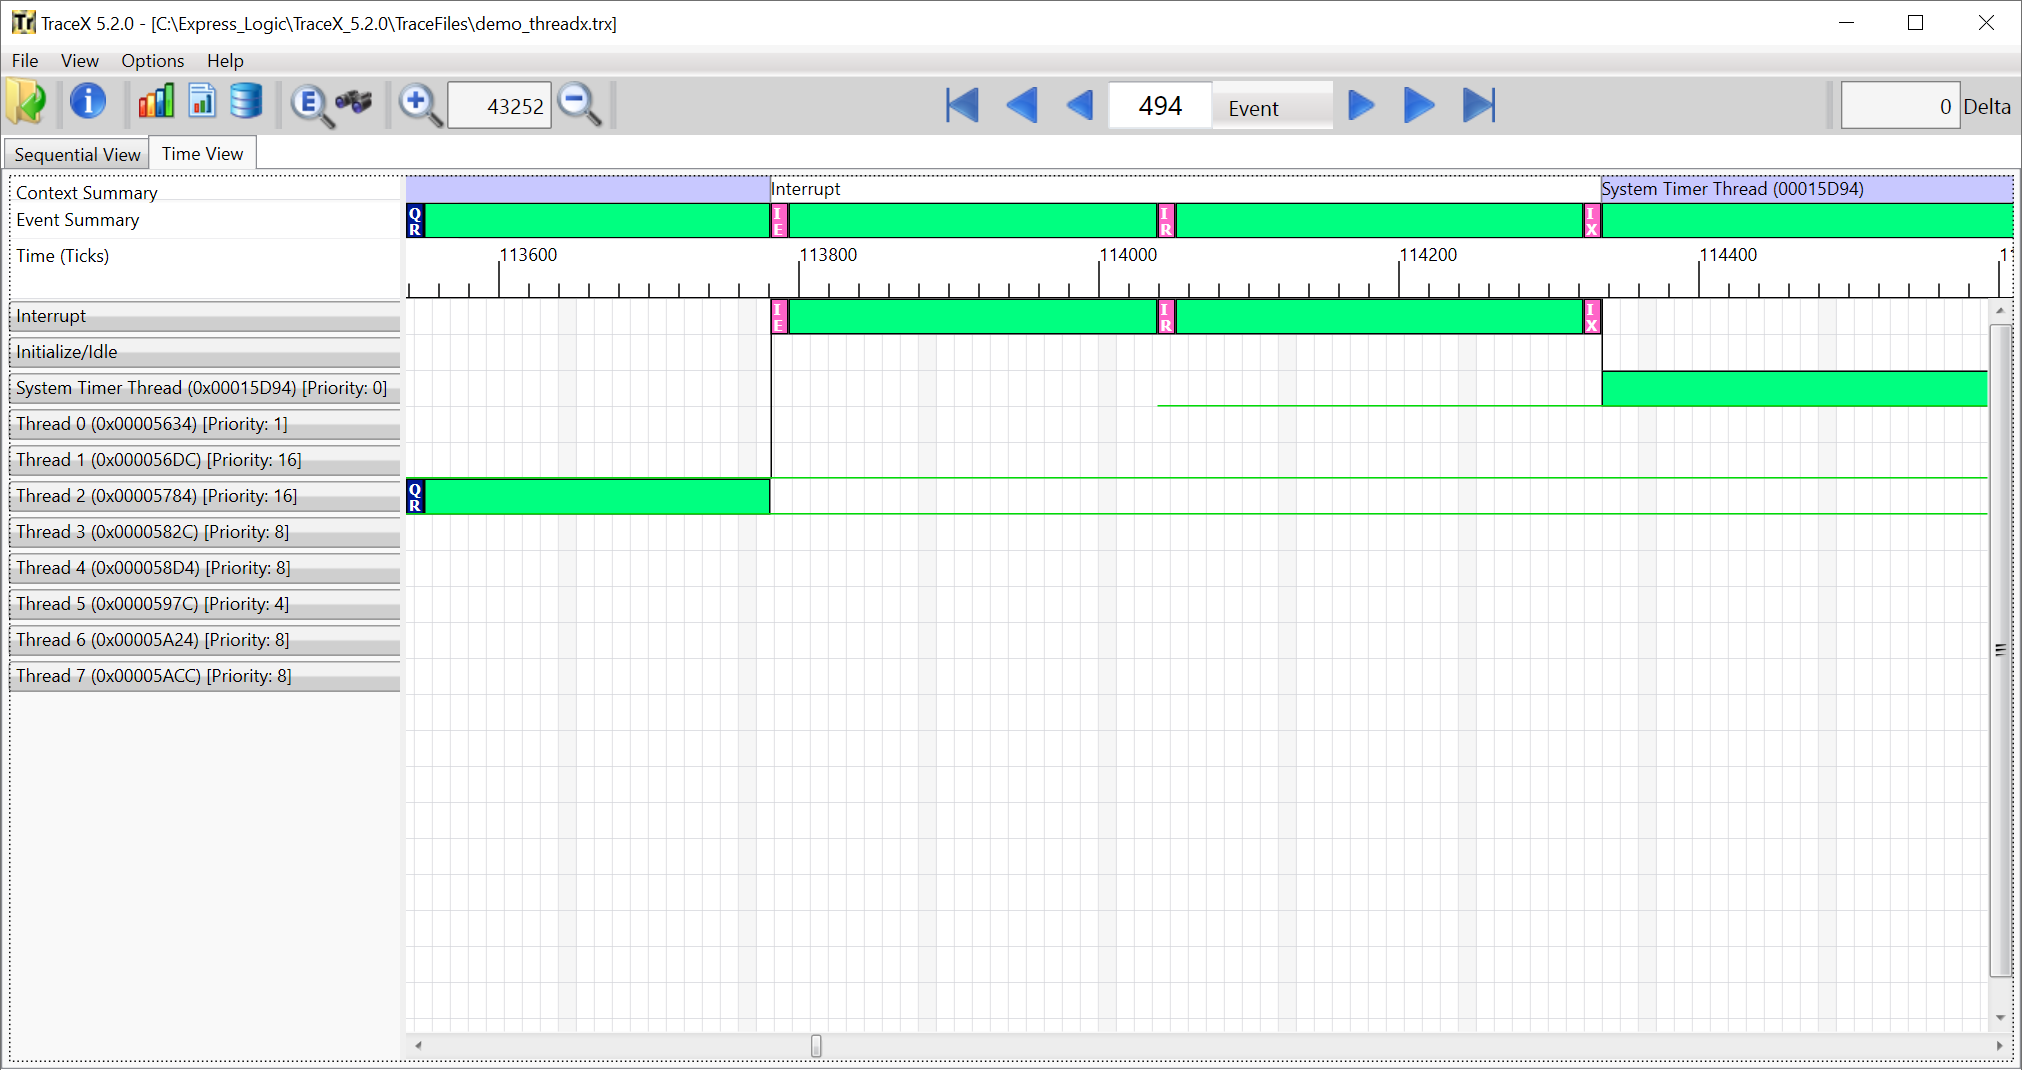 TraceX 5.2.0 - [C:\Express_Logic\TraceX_5.2.0\TraceFiles\demo_threadx.trx]
File View Options Help
43252 494 Event 0 Delta
Sequential View Time View
Context Summary Interrupt System Timer Thread (00015D94)
Event Summary QR IE IR IX
Time (Ticks) 113600 113800 114000 114200 114400
Interrupt IE IR IX
Initialize/Idle
System Timer Thread (0x00015D94) [Priority: 0]
Thread 0 (0x00005634) [Priority: 1]
Thread 1 (0x000056DC) [Priority: 16]
Thread 2 (0x00005784) [Priority: 16] QR
Thread 3 (0x0000582C) [Priority: 8]
Thread 4 (0x000058D4) [Priority: 8]
Thread 5 (0x0000597C) [Priority: 4]
Thread 6 (0x00005A24) [Priority: 8]
Thread 7 (0x00005ACC) [Priority: 8]